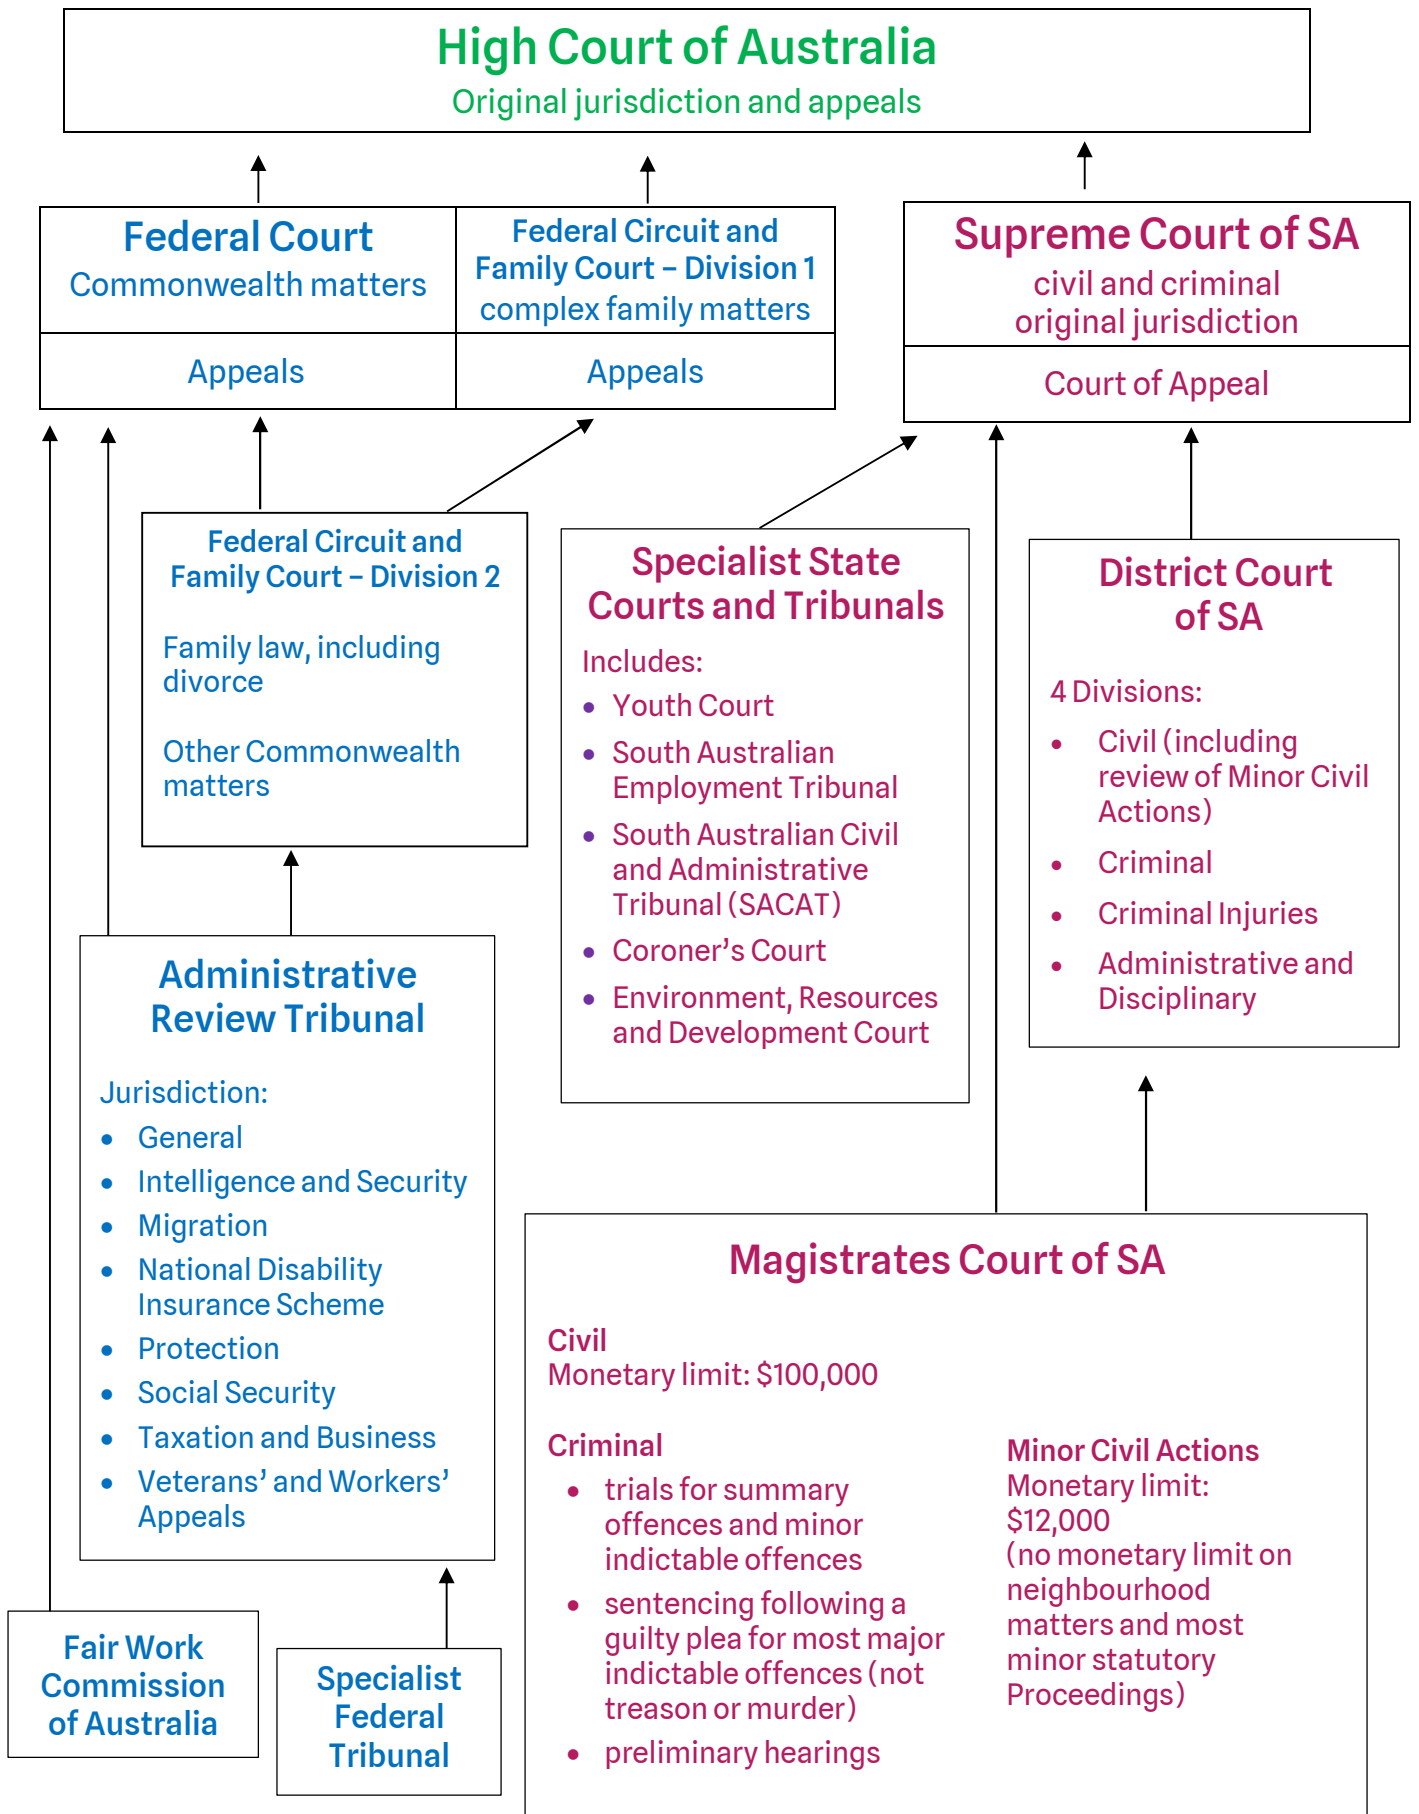 High Court of Australia
Original jurisdiction and appeals
Federal Court
Commonwealth matters
Appeals
Federal Circuit and
Family Court – Division 1
complex family matters
Appeals
Supreme Court of SA
civil and criminal
original jurisdiction
Court of Appeal
Federal Circuit and
Family Court – Division 2
Family law, including
divorce
Other Commonwealth
matters
Specialist State
Courts and Tribunals
Includes:
• Youth Court
• South Australian
Employment Tribunal
• South Australian Civil
and Administrative
Tribunal (SACAT)
• Coroner’s Court
• Environment, Resources
and Development Court
District Court
of SA
4 Divisions:
• Civil (including
review of Minor Civil
Actions)
• Criminal
• Criminal Injuries
• Administrative and
Disciplinary
Administrative
Review Tribunal
Jurisdiction:
• General
• Intelligence and Security
• Migration
• National Disability
Insurance Scheme
• Protection
• Social Security
• Taxation and Business
• Veterans’ and Workers’
Appeals
Magistrates Court of SA
Civil
Monetary limit: $100,000
Criminal
• trials for summary
offences and minor
indictable offences
• sentencing following a
guilty plea for most major
indictable offences (not
treason or murder)
• preliminary hearings
Minor Civil Actions
Monetary limit:
$12,000
(no monetary limit on
neighbourhood
matters and most
minor statutory
Proceedings)
Fair Work
Commission
of Australia
Specialist
Federal
Tribunal